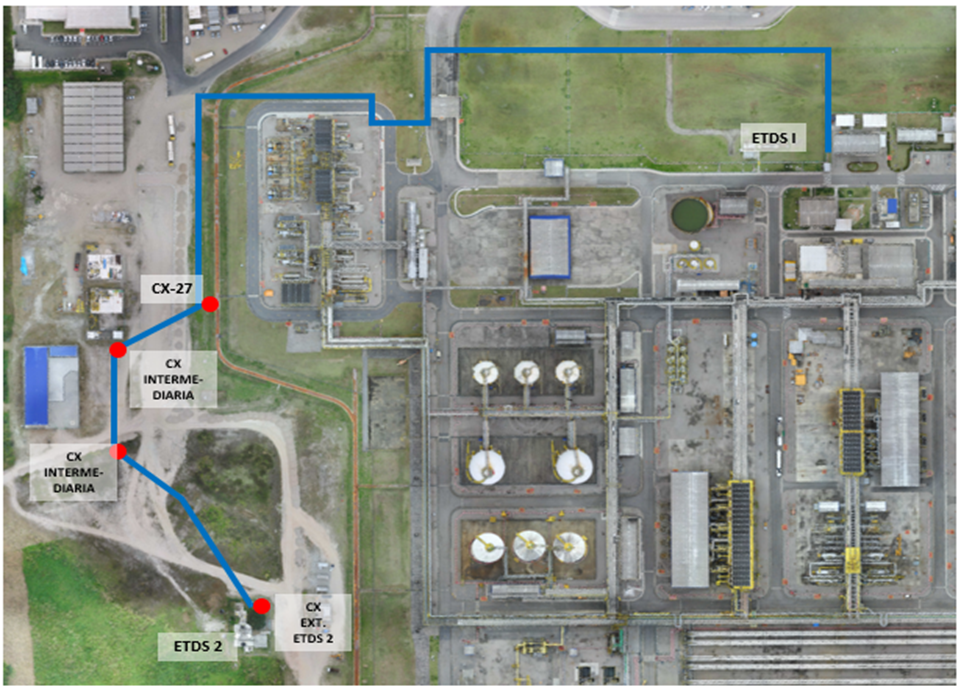 ETDS I
CX-27
CX
INTERME-
DIARIA
CX
INTERME-
DIARIA
CX
EXT.
ETDS 2
ETDS 2